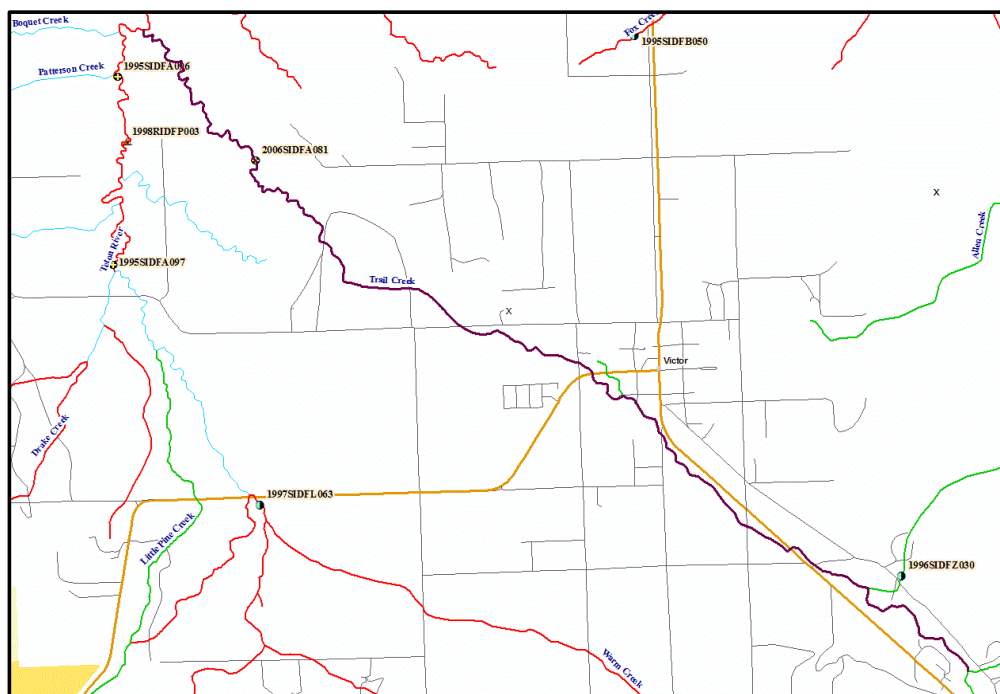 Boquet Creek
Fox Creek
1995SIDFB050
Patterson Creek
1998RIDFP003
2006SIDFA081
X
Allen Creek
Teton River
1995SIDFA097
Trail Creek
X
Victor
Drake Creek
1997SIDFL063
Little Pine Creek
1996SIDFZ030
Warm Creek